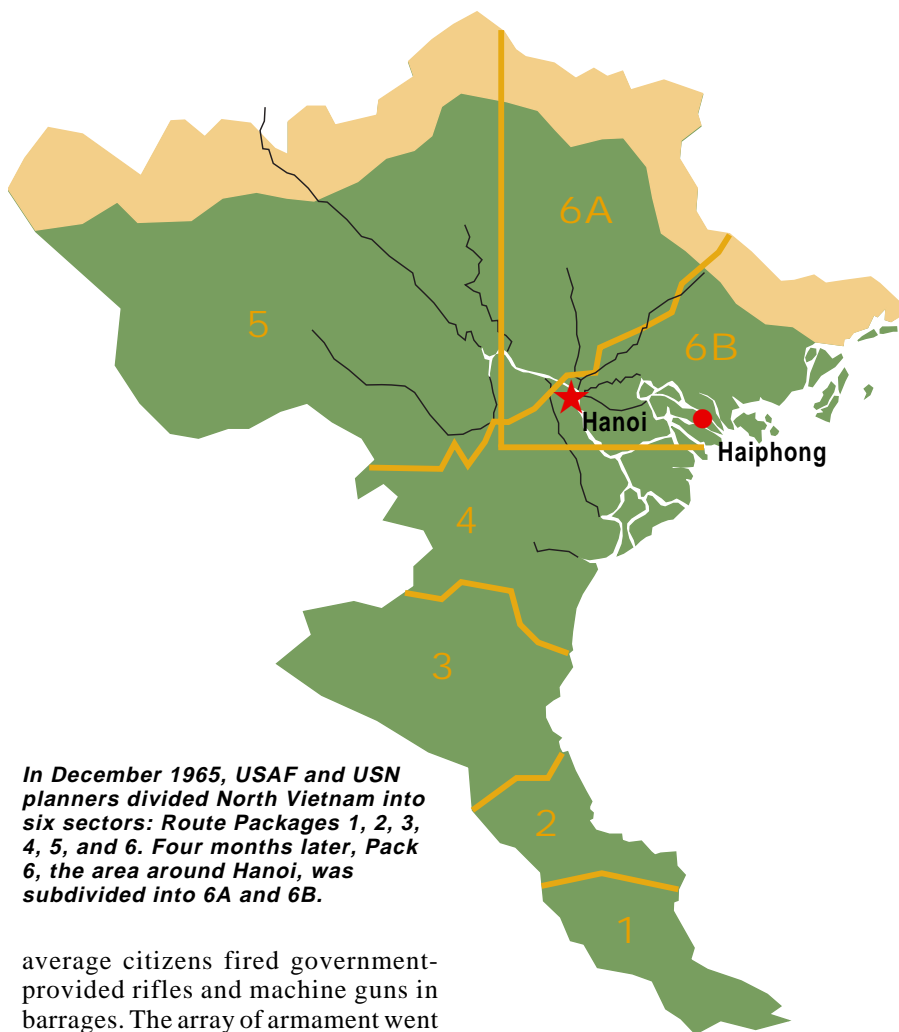 6A
5
6B
Hanoi
Haiphong
4
3
2
1
In December 1965, USAF and USN
planners divided North Vietnam into
six sectors: Route Packages 1, 2, 3,
4, 5, and 6. Four months later, Pack
6, the area around Hanoi, was
subdivided into 6A and 6B.
average citizens fired government-
provided rifles and machine guns in
barrages. The array of armament went